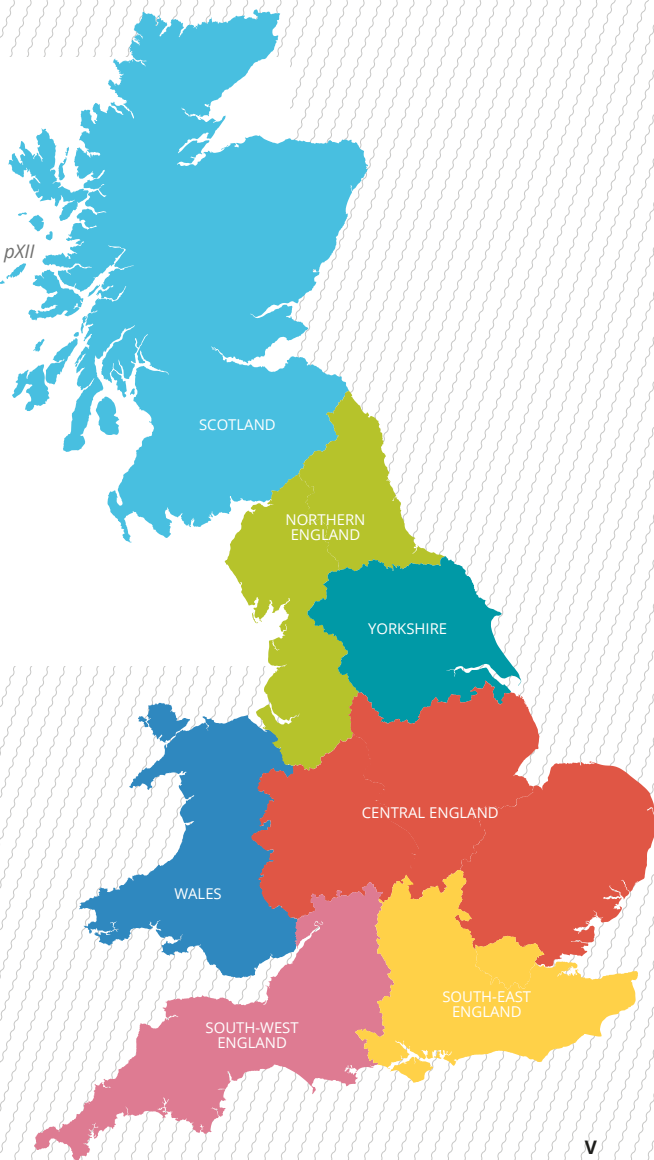 pXII
SCOTLAND
NORTHERN
ENGLAND
YORKSHIRE
CENTRAL ENGLAND
WALES
SOUTH-EAST
ENGLAND
SOUTH-WEST
ENGLAND
V